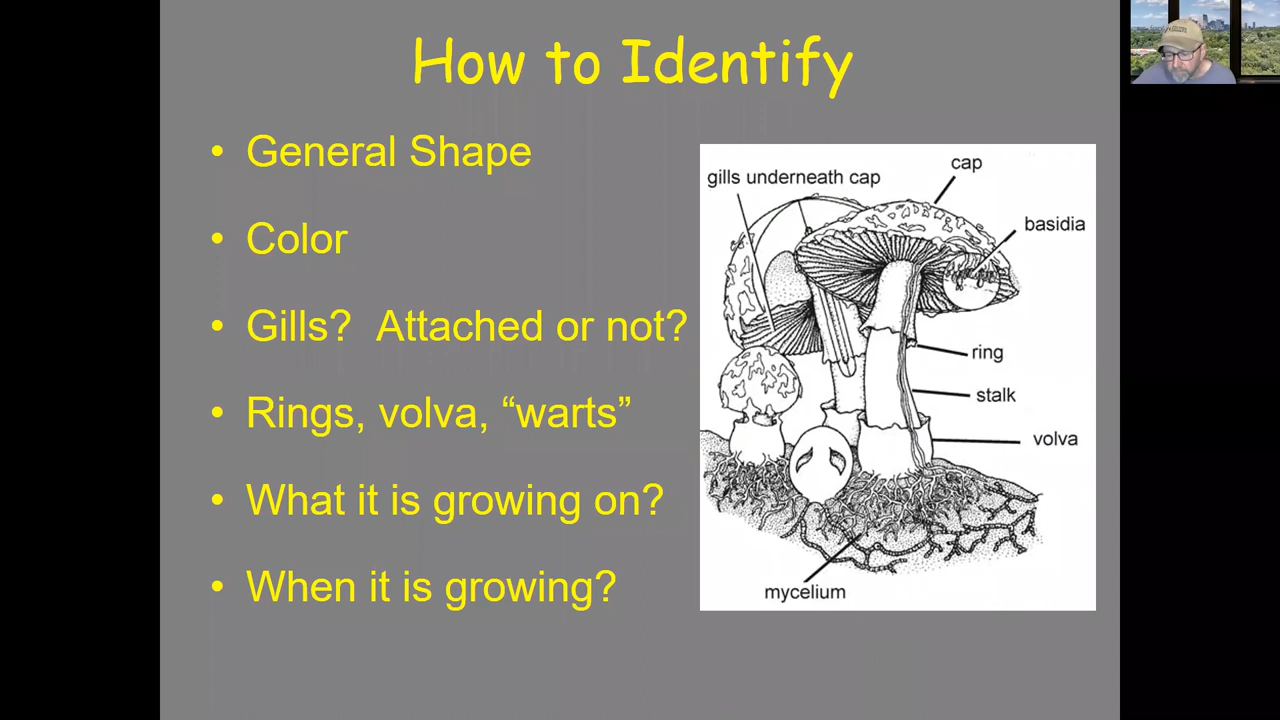 How to Identify
• General Shape
• Color
• Gills? Attached or not?
• Rings, volva, “warts”
• What it is growing on?
• When it is growing?
cap
gills underneath cap
basidia
ring
stalk
volva
mycelium